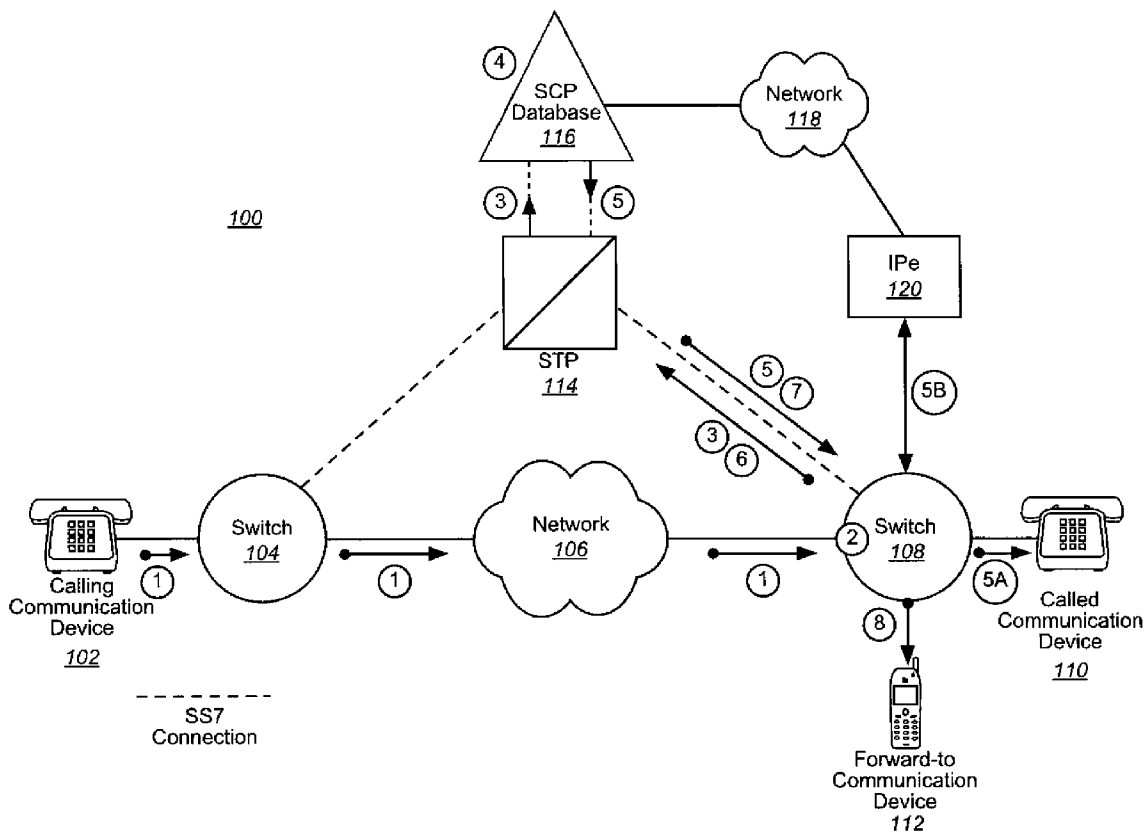 4
SCP
Database
116
Network
118
3
5
100
IPe
120
STP
114
5
7
5B
3
6
Switch
104
Network
106
2
Switch
108
1
1
1
5A
Calling
Communication
Device
102
8
Called
Communication
Device
110
SS7
Connection
Forward-to
Communication
Device
112